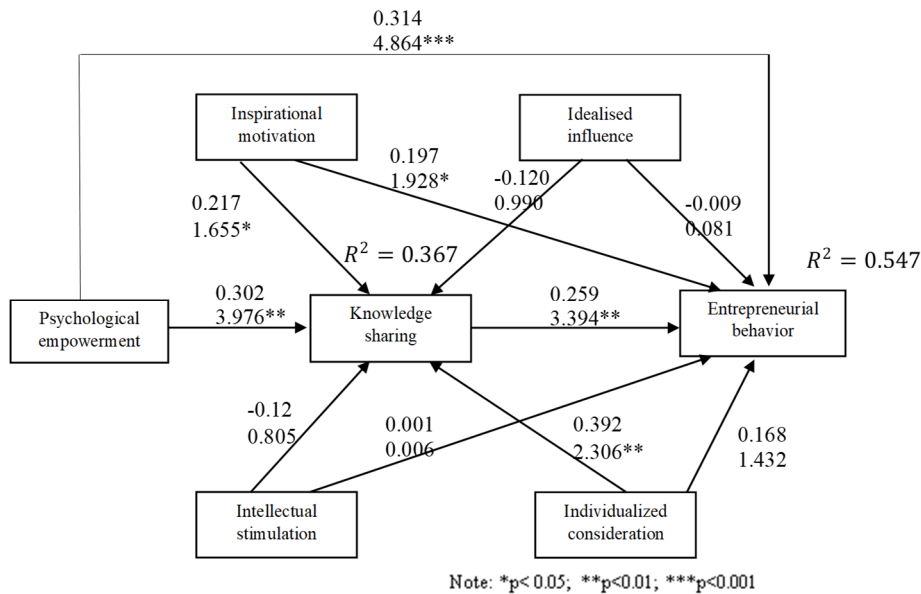 0.314
4.864***
Inspirational
motivation
Idealised
influence
0.197
1.928*
-0.120
0.990
-0.009
0.081
0.217
1.655*
R² = 0.367
R² = 0.547
Psychological
empowerment
0.302
3.976**
Knowledge
sharing
0.259
3.394**
Entrepreneurial
behavior
-0.12
0.805
0.001
0.006
0.392
2.306**
0.168
1.432
Intellectual
stimulation
Individualized
consideration
Note: *p< 0.05; **p<0.01; ***p<0.001